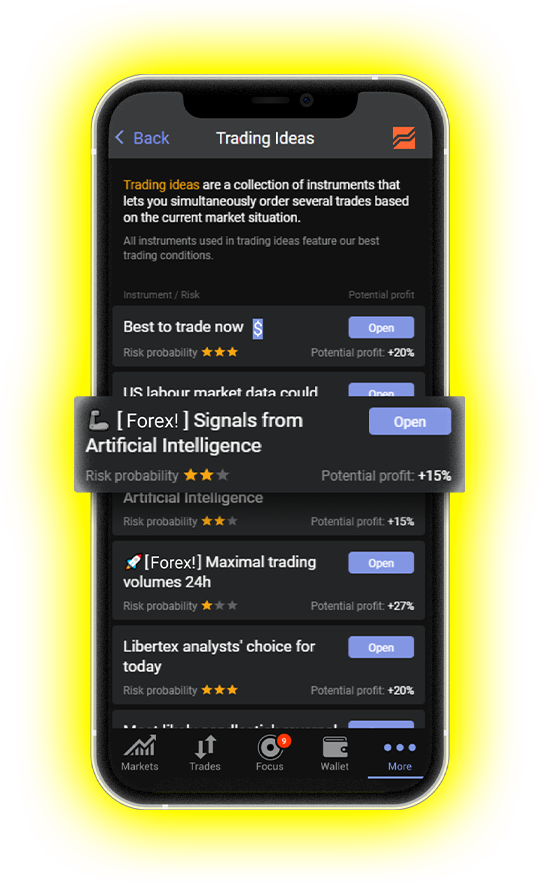 Back
Trading Ideas
Trading ideas are a collection of instruments that
lets you simultaneously order several trades based
on the current market situation.
All instruments used in trading ideas feature our best
trading conditions.
Instrument / Risk
Potential profit
Best to trade now $
Open
Risk probability
Potential profit: +20%
US labour market data could
Open
[Forex!] Signals from
Artificial Intelligence
Open
Risk probability
Potential profit: +15%
Artificial Intelligence
Risk probability
Potential profit: +15%
[Forex!] Maximal trading
volumes 24h
Open
Risk probability
Potential profit: +27%
Libertex analysts' choice for
today
Open
Risk probability
Potential profit: +20%
9
Markets
Trades
Focus
Wallet
More